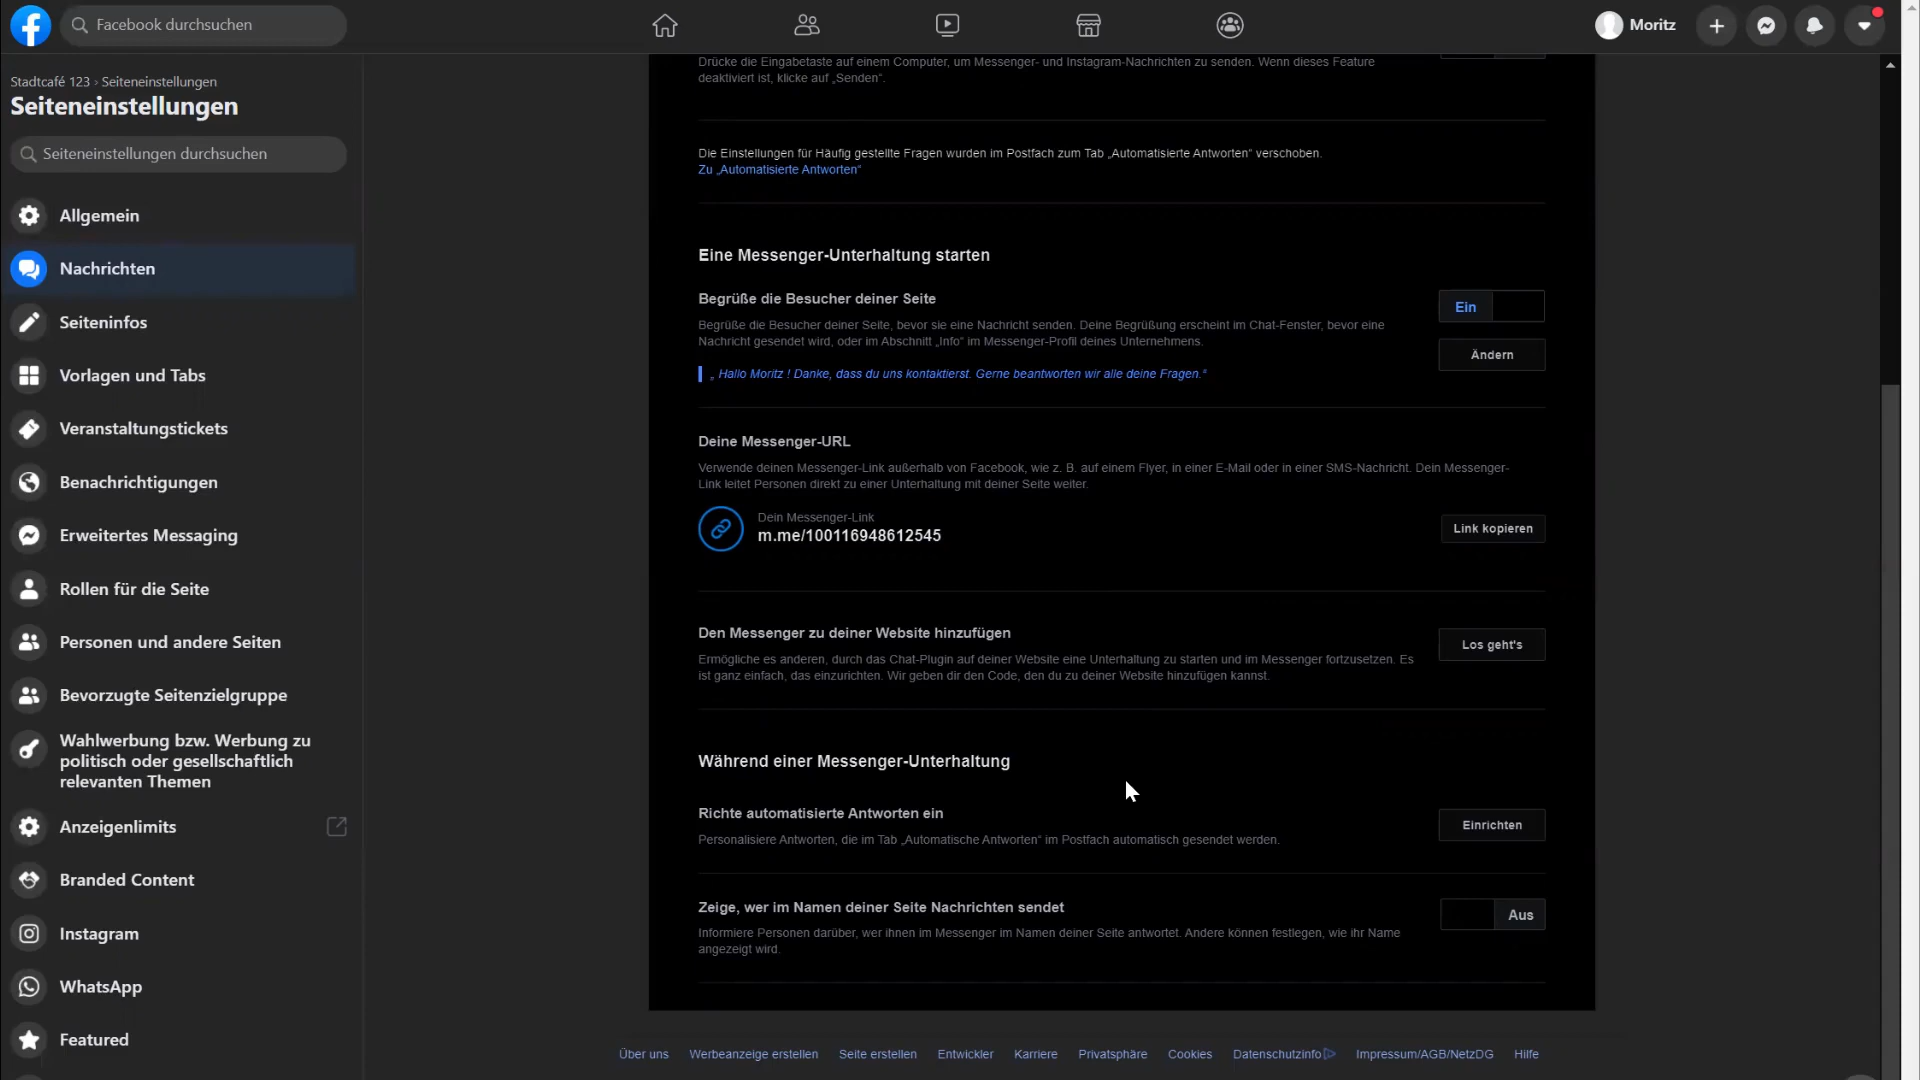 Facebook durchsuchen
Moritz
Stadtcafé 123 › Seiteneinstellungen
Seiteneinstellungen
Seiteneinstellungen durchsuchen
Allgemein
Nachrichten
Seiteninfos
Vorlagen und Tabs
Veranstaltungstickets
Benachrichtigungen
Erweitertes Messaging
Rollen für die Seite
Personen und andere Seiten
Bevorzugte Seitenzielgruppe
Wahlwerbung bzw. Werbung zu
politisch oder gesellschaftlich
relevanten Themen
Anzeigenlimits
Branded Content
Instagram
WhatsApp
Featured
Drücke die Eingabetaste auf einem Computer, um Messenger- und Instagram-Nachrichten zu senden. Wenn dieses Feature
deaktiviert ist, klicke auf „Senden“.
Die Einstellungen für Häufig gestellte Fragen wurden im Postfach zum Tab „Automatisierte Antworten“ verschoben.
Zu „Automatisierte Antworten“
Eine Messenger-Unterhaltung starten
Begrüße die Besucher deiner Seite
Ein
Begrüße die Besucher deiner Seite, bevor sie eine Nachricht senden. Deine Begrüßung erscheint im Chat-Fenster, bevor eine
Nachricht gesendet wird, oder im Abschnitt „Info“ im Messenger-Profil deines Unternehmens.
Ändern
„ Hallo Moritz ! Danke, dass du uns kontaktierst. Gerne beantworten wir alle deine Fragen.“
Deine Messenger-URL
Verwende deinen Messenger-Link außerhalb von Facebook, wie z. B. auf einem Flyer, in einer E-Mail oder in einer SMS-Nachricht. Dein Messenger-
Link leitet Personen direkt zu einer Unterhaltung mit deiner Seite weiter.
Dein Messenger-Link
m.me/100116948612545
Link kopieren
Den Messenger zu deiner Website hinzufügen
Los geht's
Ermögliche es anderen, durch das Chat-Plugin auf deiner Website eine Unterhaltung zu starten und im Messenger fortzusetzen. Es
ist ganz einfach, das einzurichten. Wir geben dir den Code, den du zu deiner Website hinzufügen kannst.
Während einer Messenger-Unterhaltung
Richte automatisierte Antworten ein
Einrichten
Personalisiere Antworten, die im Tab „Automatische Antworten“ im Postfach automatisch gesendet werden.
Zeige, wer im Namen deiner Seite Nachrichten sendet
Aus
Informiere Personen darüber, wer ihnen im Messenger im Namen deiner Seite antwortet. Andere können festlegen, wie ihr Name
angezeigt wird.
Über uns Werbeanzeige erstellen Seite erstellen Entwickler Karriere Privatsphäre Cookies Datenschutzinfo Impressum/AGB/NetzDG Hilfe